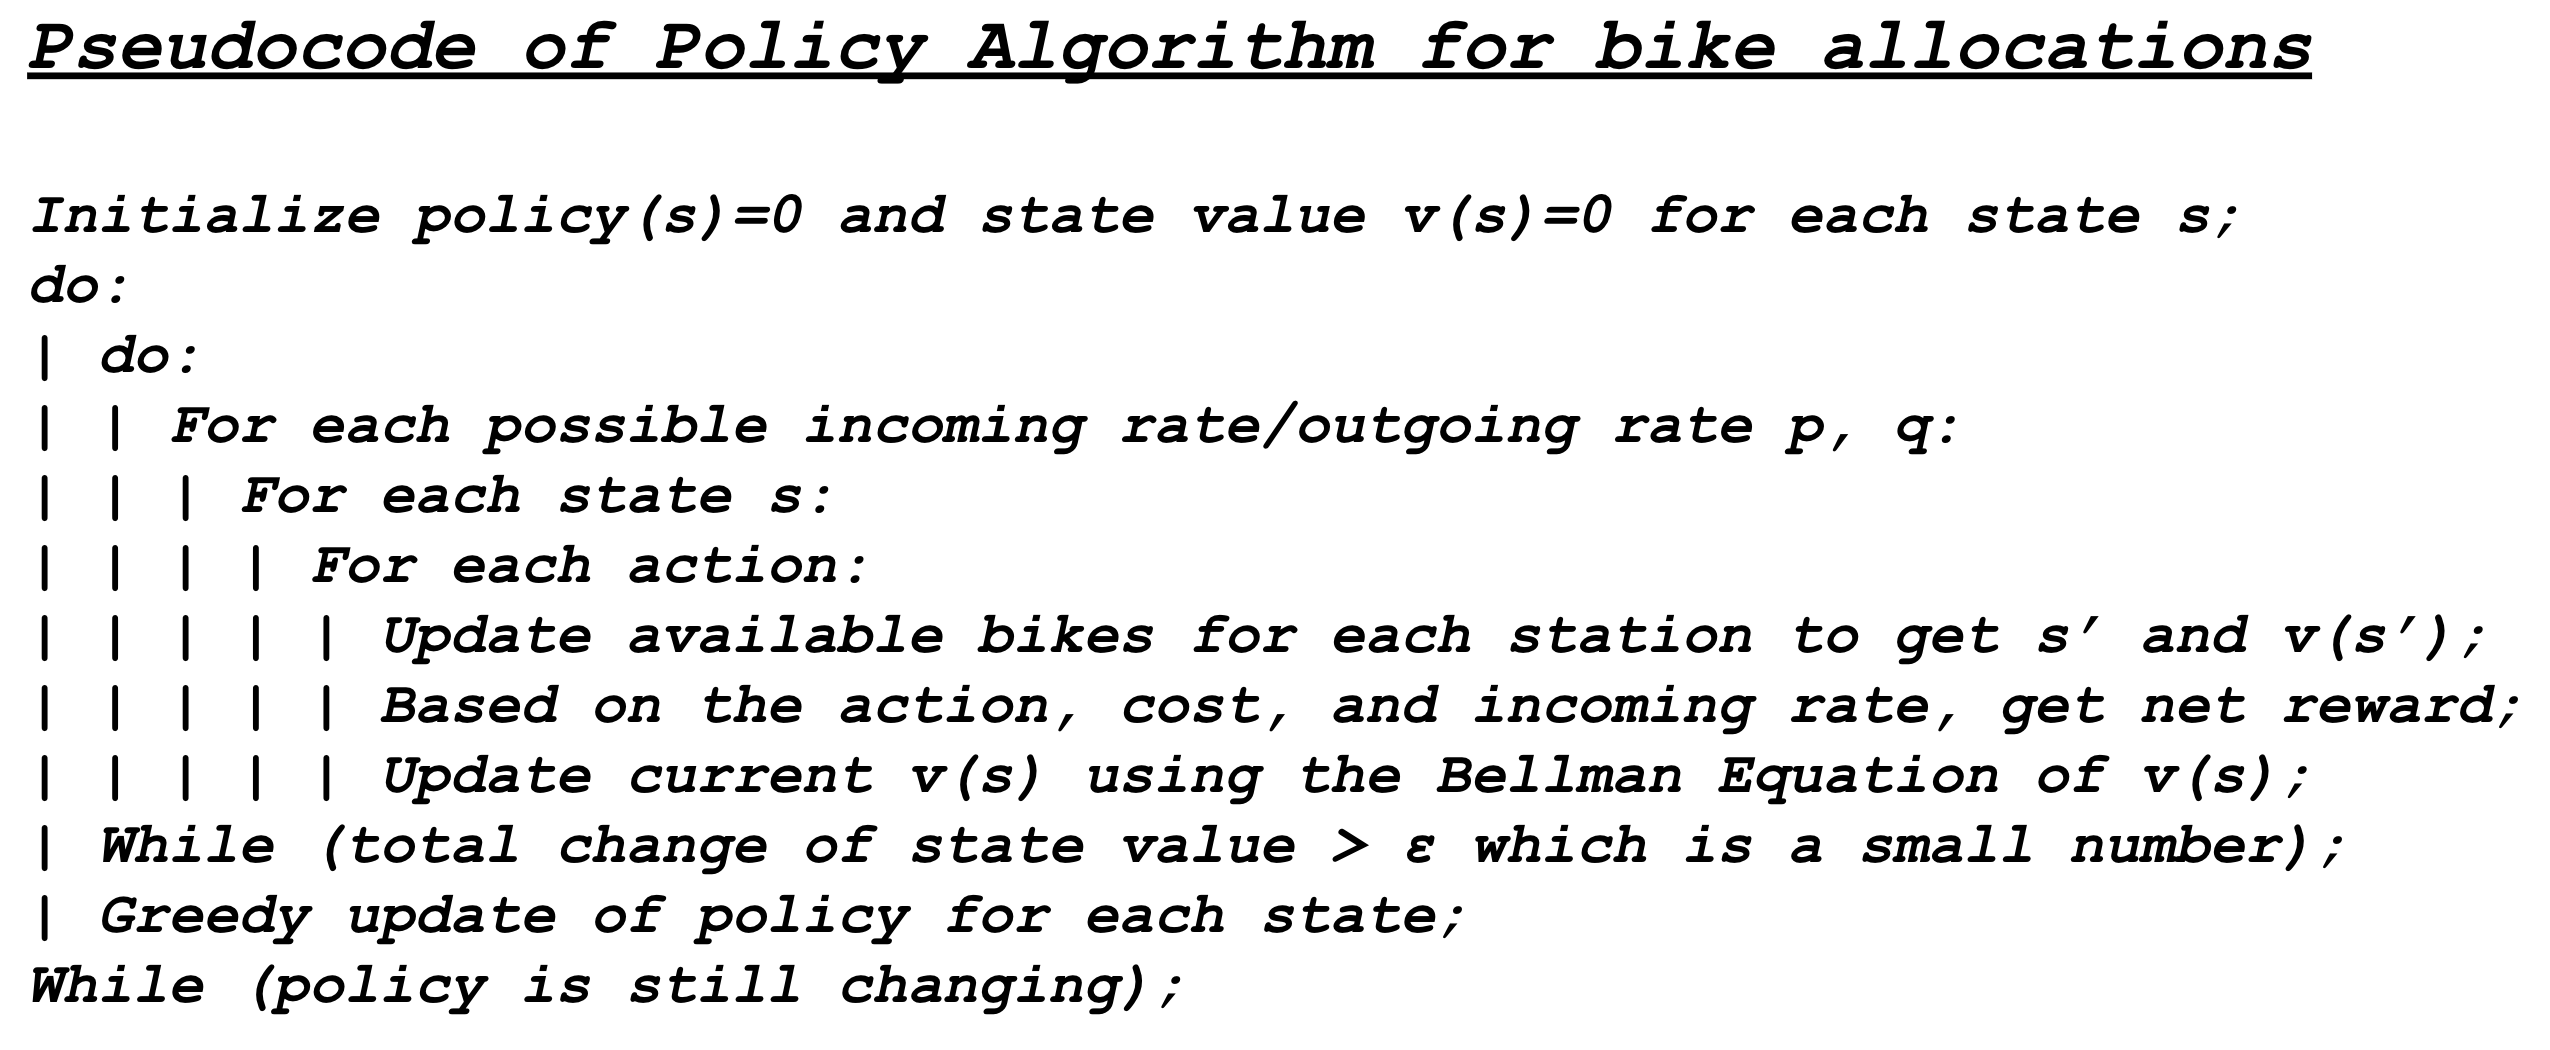 Pseudocode of Policy Algorithm for bike allocations
Initialize policy(s)=0 and state value v(s)=0 for each state s;
do:
| do:
| | For each possible incoming rate/outgoing rate p, q:
| | | For each state s:
| | | | For each action:
| | | | | Update available bikes for each station to get s’ and v(s’);
| | | | | Based on the action, cost, and incoming rate, get net reward;
| | | | | Update current v(s) using the Bellman Equation of v(s);
| While (total change of state value > ε which is a small number);
| Greedy update of policy for each state;
While (policy is still changing);